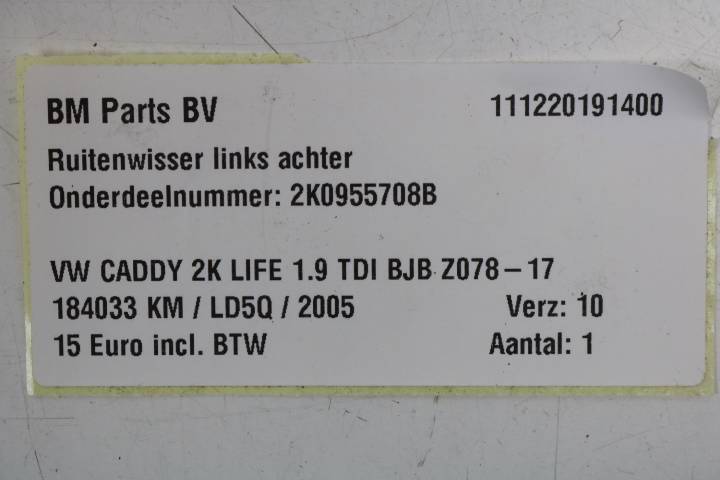 BM Parts BV 111220191400
Ruitenwisser links achter
Onderdeelnummer: 2K0955708B
VW CADDY 2K LIFE 1.9 TDI BJB Z078-17
184033 KM / LD5Q / 2005 Verz: 10
15 Euro incl. BTW Aantal: 1